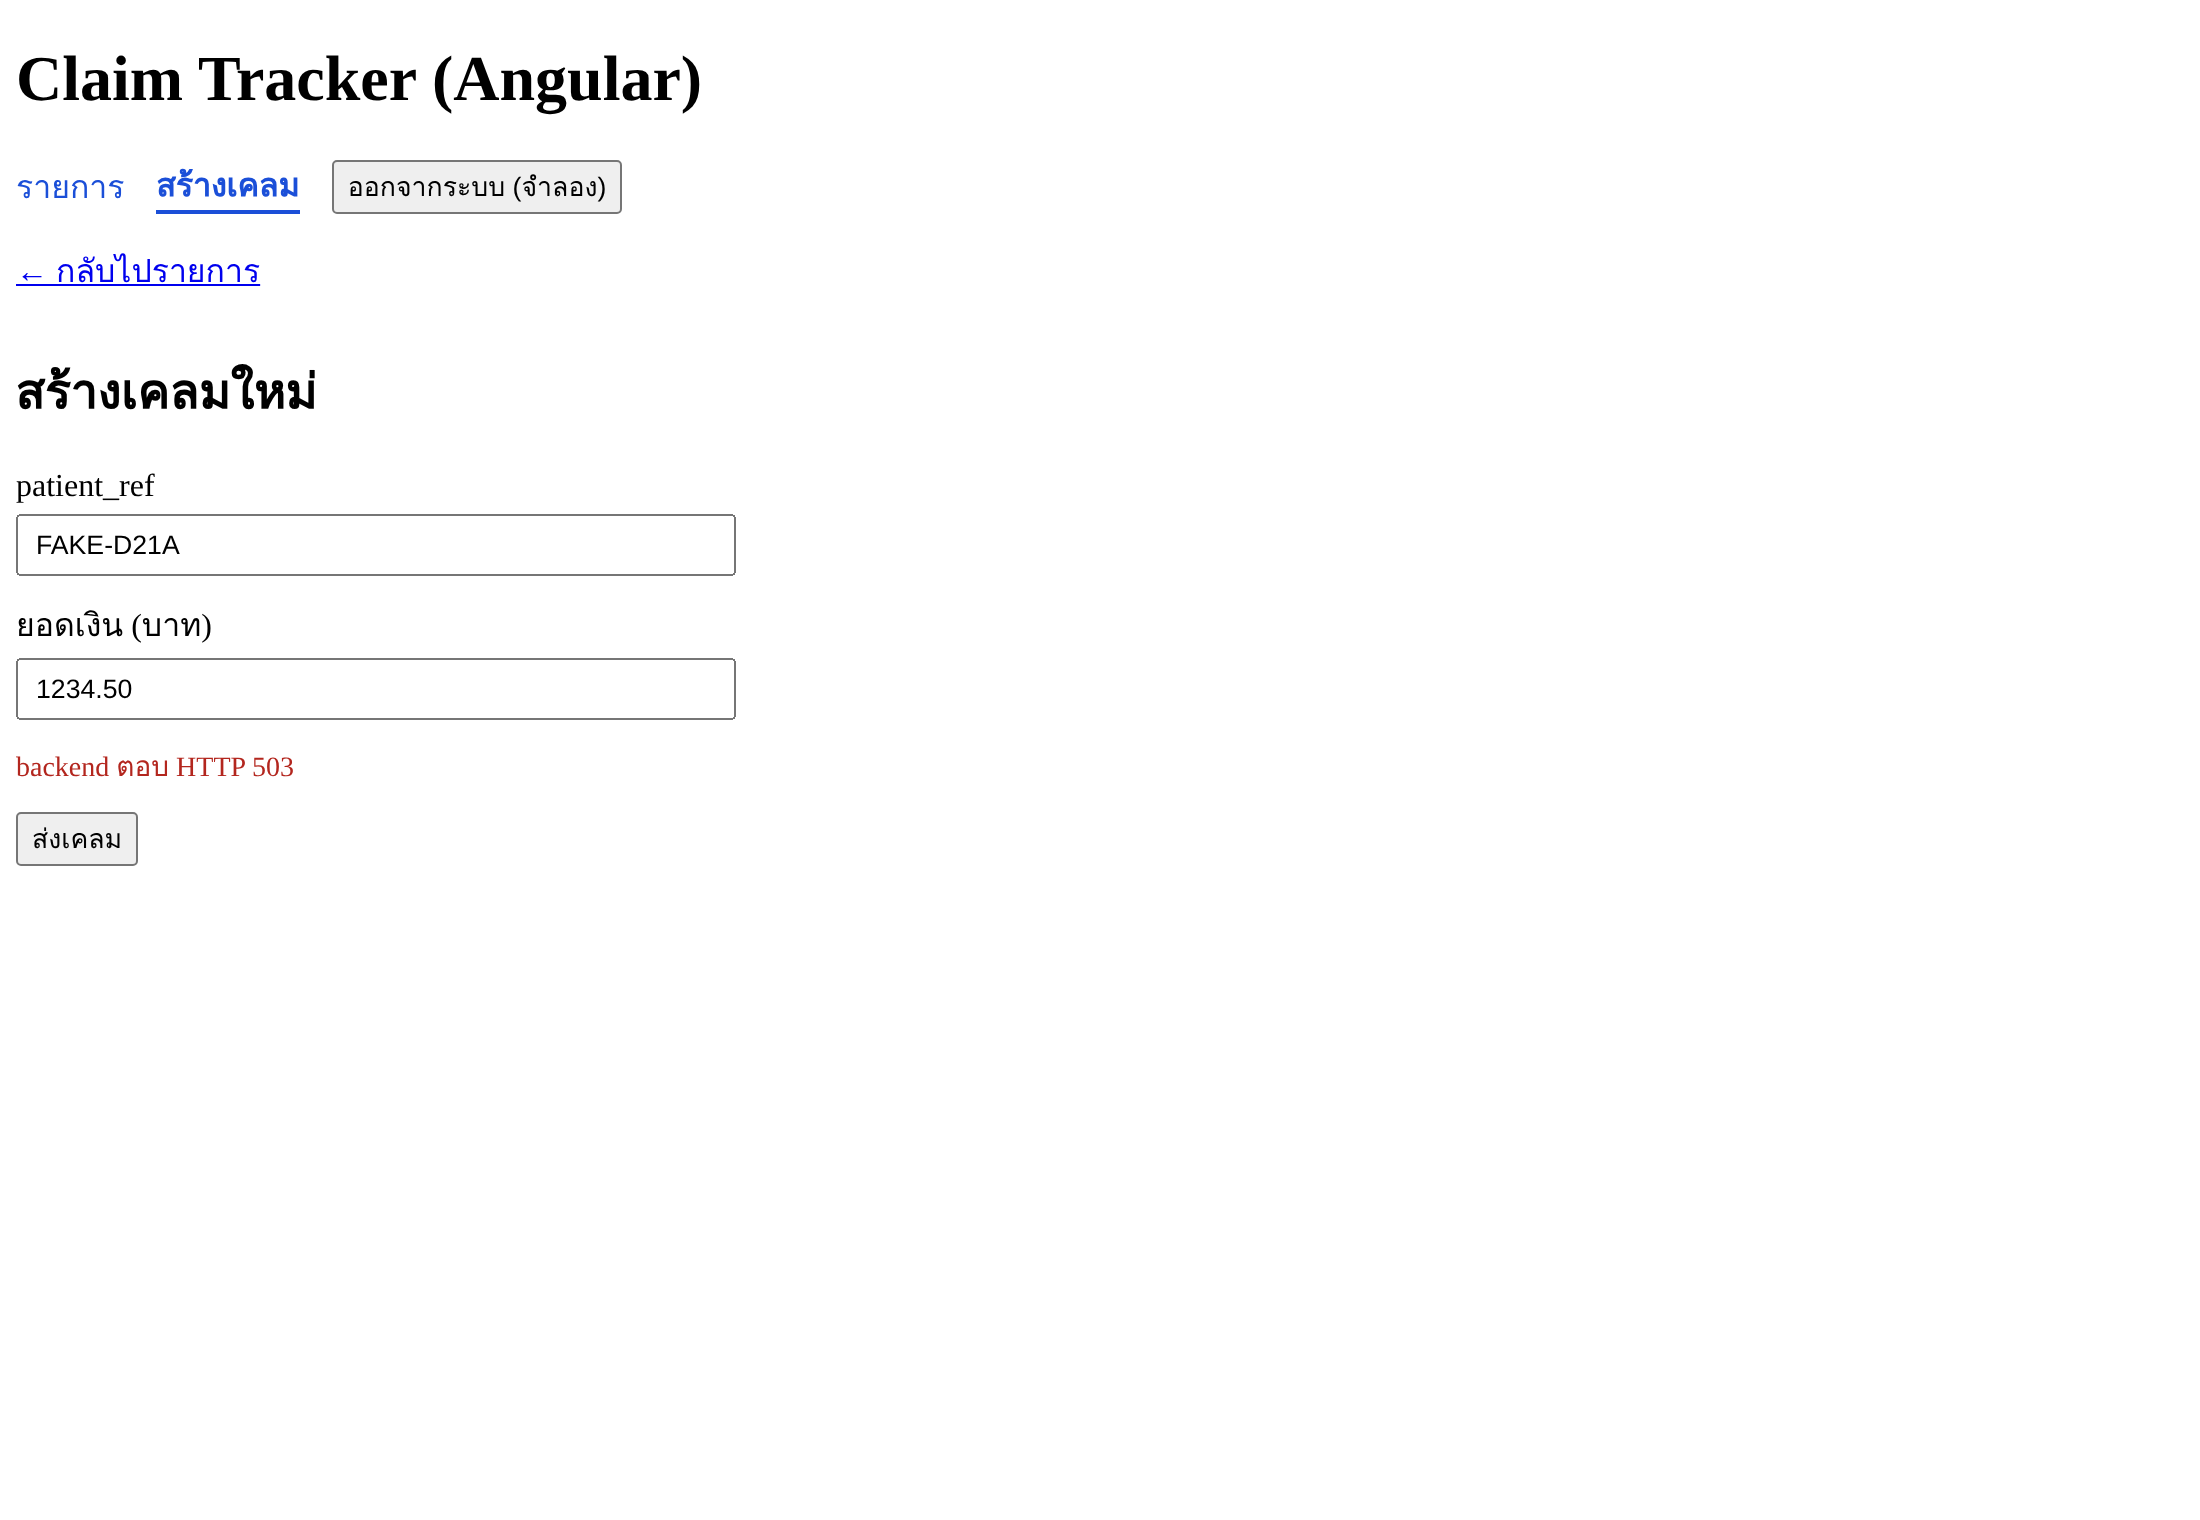 Claim Tracker (Angular)
รายการ สร้างเคลม ออกจากระบบ (จำลอง)
← กลับไปรายการ
สร้างเคลมใหม่
patient_ref
FAKE-D21A
ยอดเงิน (บาท)
1234.50
backend ตอบ HTTP 503
ส่งเคลม